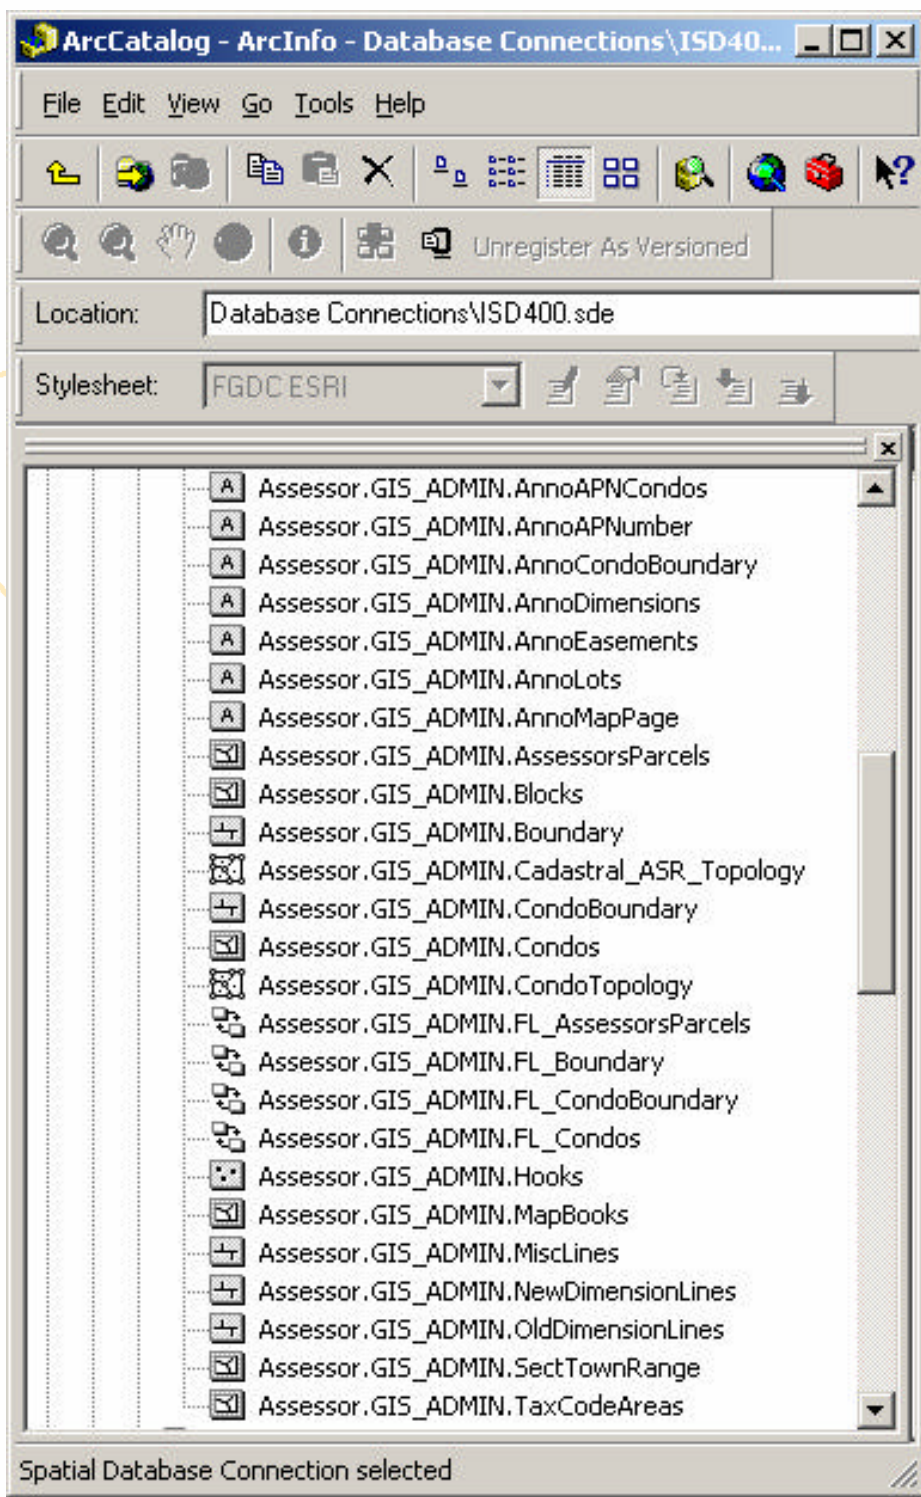 ArcCatalog - ArcInfo - Database Connections\ISD40...
File Edit View Go Tools Help
Unregister As Versioned
Location: Database Connections\ISD400.sde
Stylesheet: FGDC ESRI
Assessor.GIS_ADMIN.AnnoAPNCondos
Assessor.GIS_ADMIN.AnnoAPNumber
Assessor.GIS_ADMIN.AnnoCondoBoundary
Assessor.GIS_ADMIN.AnnoDimensions
Assessor.GIS_ADMIN.AnnoEasements
Assessor.GIS_ADMIN.AnnoLots
Assessor.GIS_ADMIN.AnnoMapPage
Assessor.GIS_ADMIN.AssessorsParcels
Assessor.GIS_ADMIN.Blocks
Assessor.GIS_ADMIN.Boundary
Assessor.GIS_ADMIN.Cadastral_ASR_Topology
Assessor.GIS_ADMIN.CondoBoundary
Assessor.GIS_ADMIN.Condos
Assessor.GIS_ADMIN.CondoTopology
Assessor.GIS_ADMIN.FL_AssessorsParcels
Assessor.GIS_ADMIN.FL_Boundary
Assessor.GIS_ADMIN.FL_CondoBoundary
Assessor.GIS_ADMIN.FL_Condos
Assessor.GIS_ADMIN.Hooks
Assessor.GIS_ADMIN.MapBooks
Assessor.GIS_ADMIN.MiscLines
Assessor.GIS_ADMIN.NewDimensionLines
Assessor.GIS_ADMIN.OldDimensionLines
Assessor.GIS_ADMIN.SectTownRange
Assessor.GIS_ADMIN.TaxCodeAreas
Spatial Database Connection selected